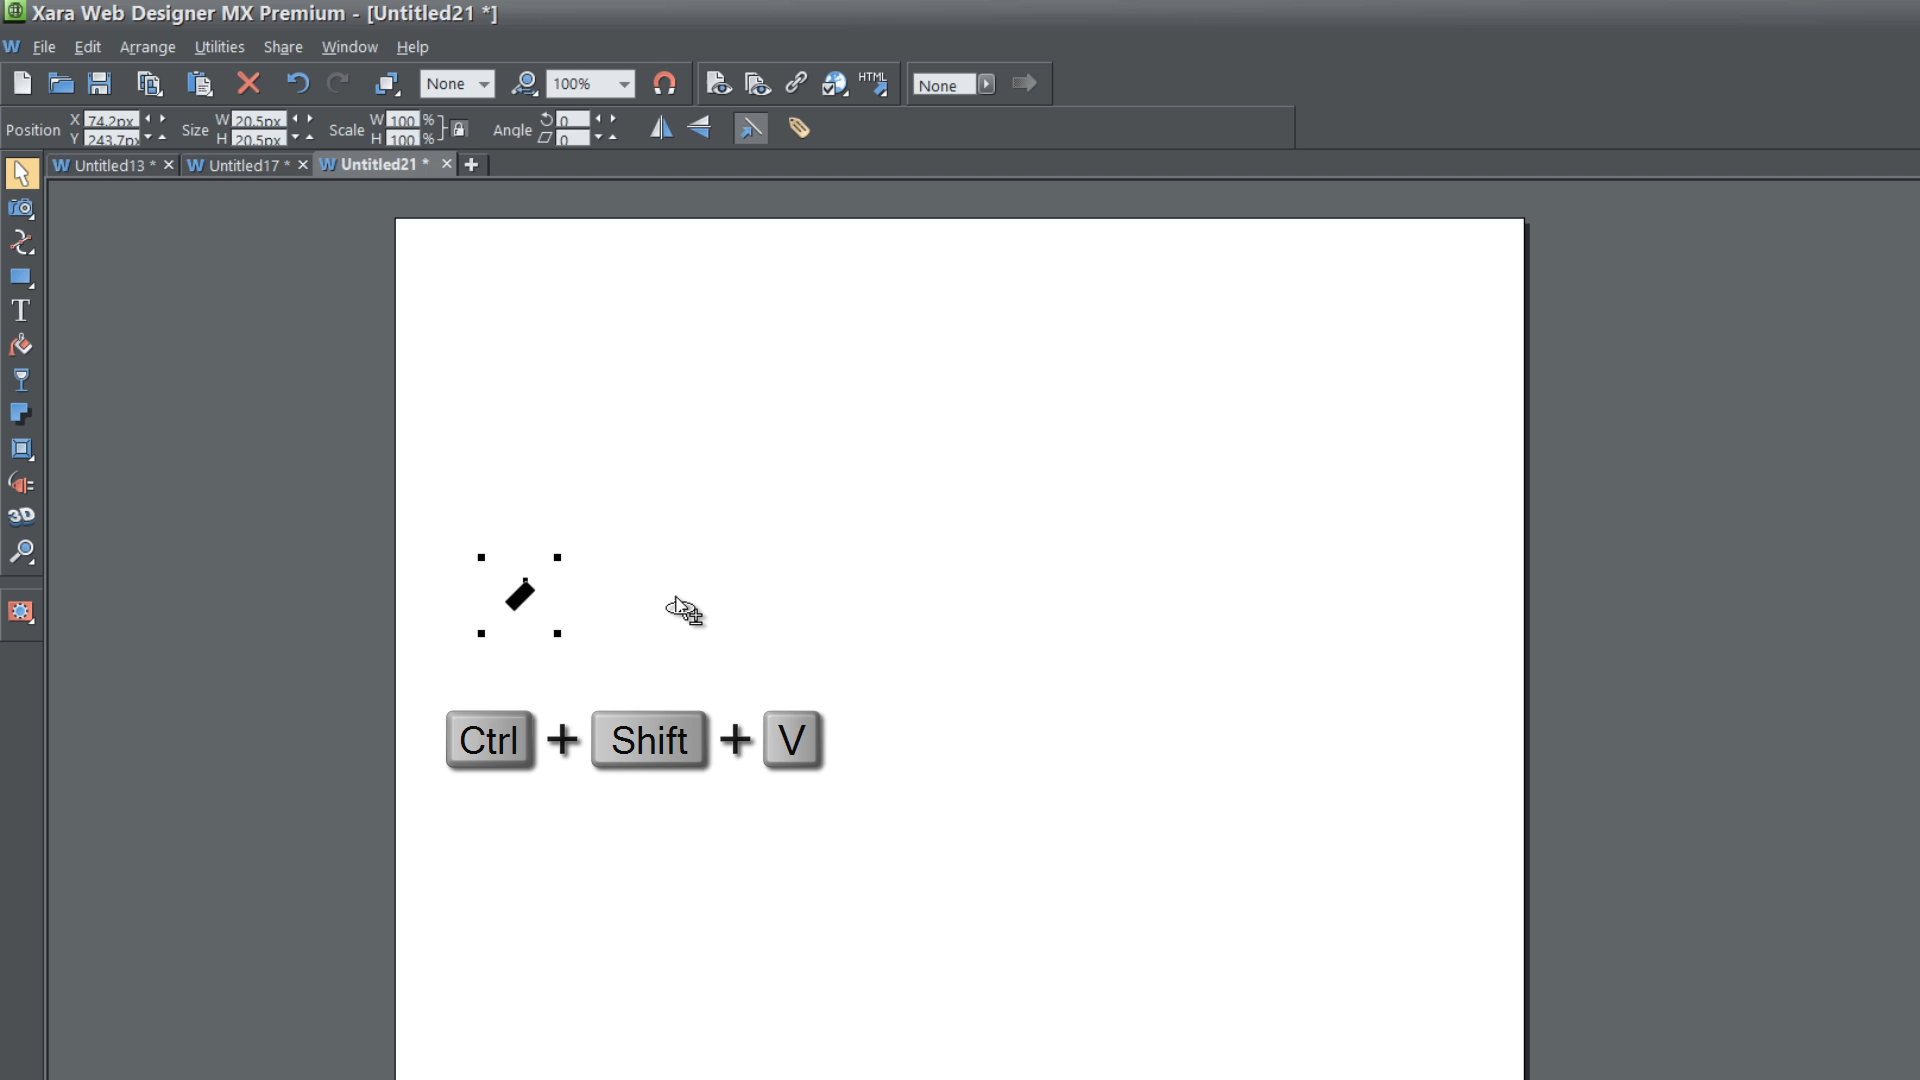 Xara Web Designer MX Premium - [Untitled21 *]
W File Edit Arrange Utilities Share Window Help
None 100% HTML None
Position X 74.2px Size W 20.5px Scale W 100 % Angle 0
Y 243.7px H 20.5px H 100 % 0
W Untitled13 * W Untitled17 * W Untitled21 *
T
3D
Ctrl + Shift + V